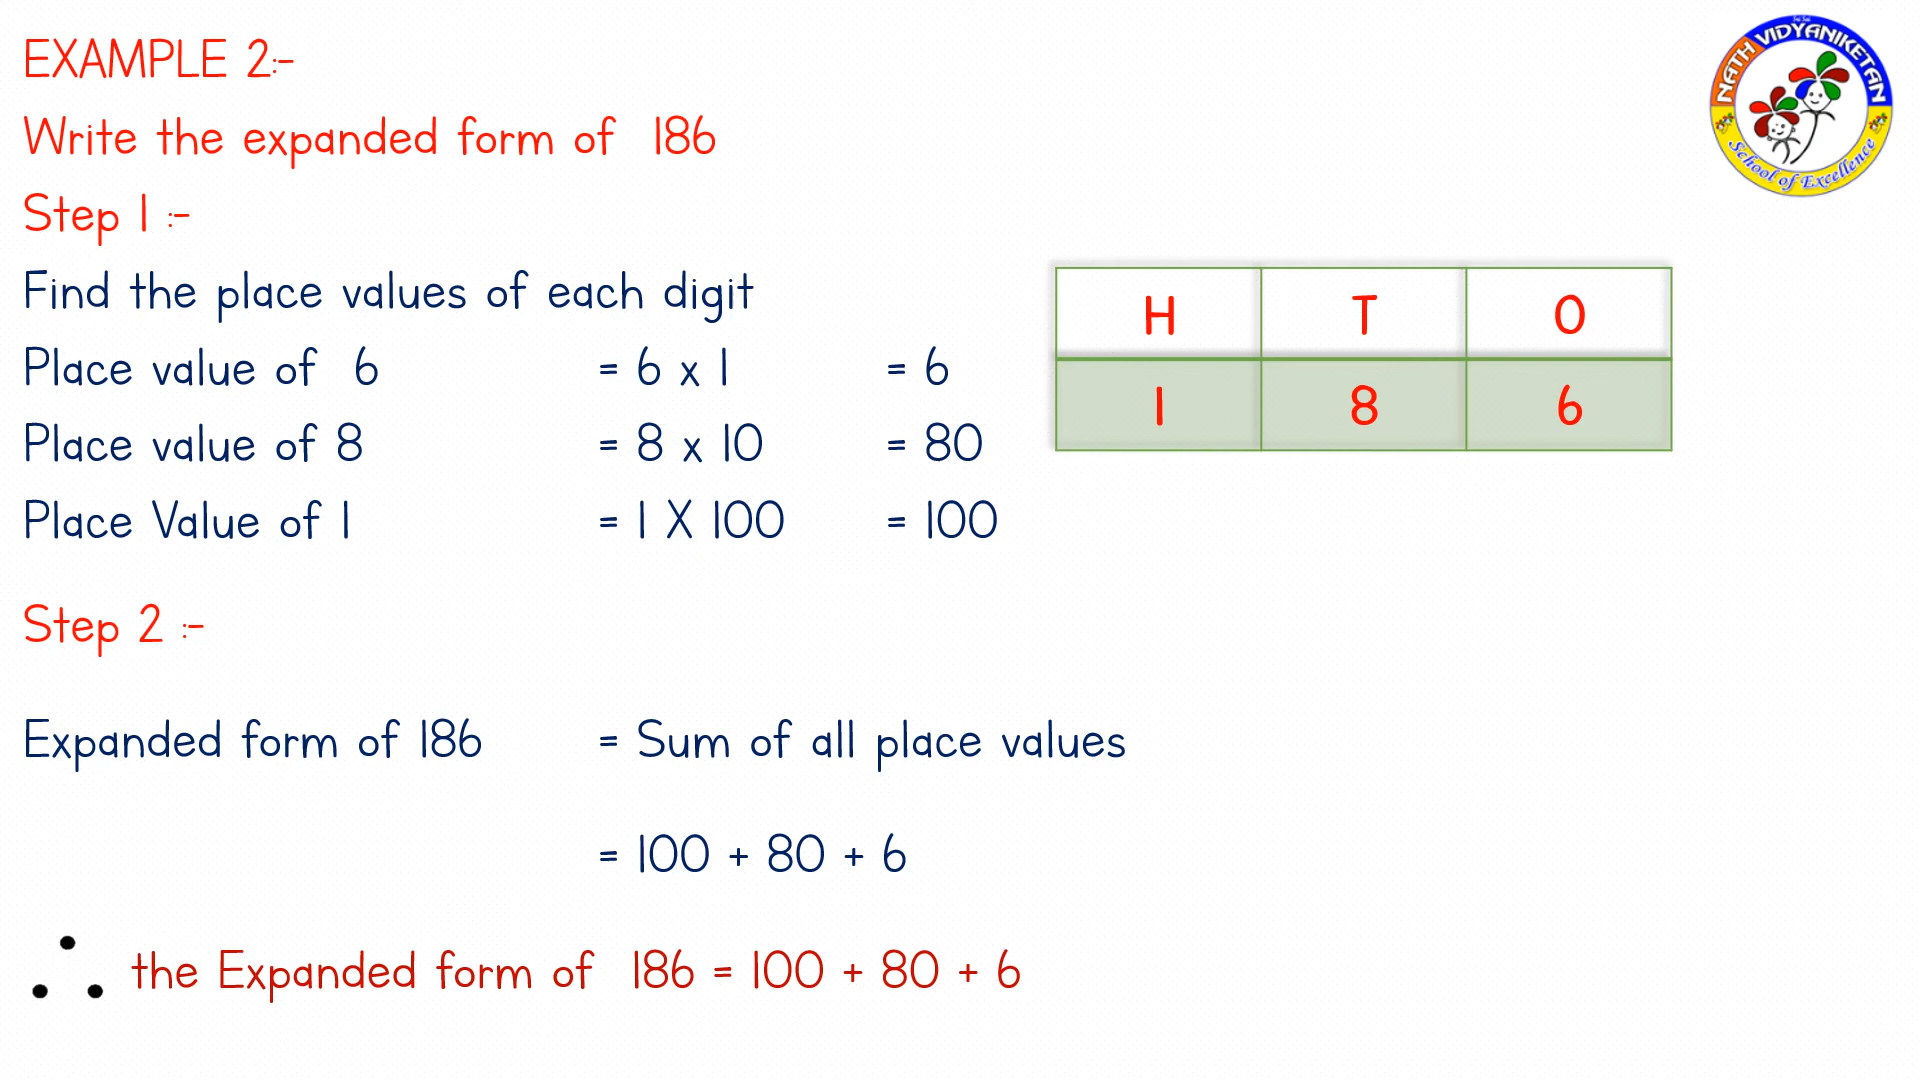 EXAMPLE 2:-
Write the expanded form of 186
Step 1 :-
Find the place values of each digit
Place value of 6 = 6 x 1 = 6
Place value of 8 = 8 x 10 = 80
Place Value of 1 = 1 X 100 = 100
H T O
1 8 6
Step 2 :-
Expanded form of 186 = Sum of all place values
= 100 + 80 + 6
∴ the Expanded form of 186 = 100 + 80 + 6
Sri Sai
NATH VIDYANIKETAN
School of Excellence